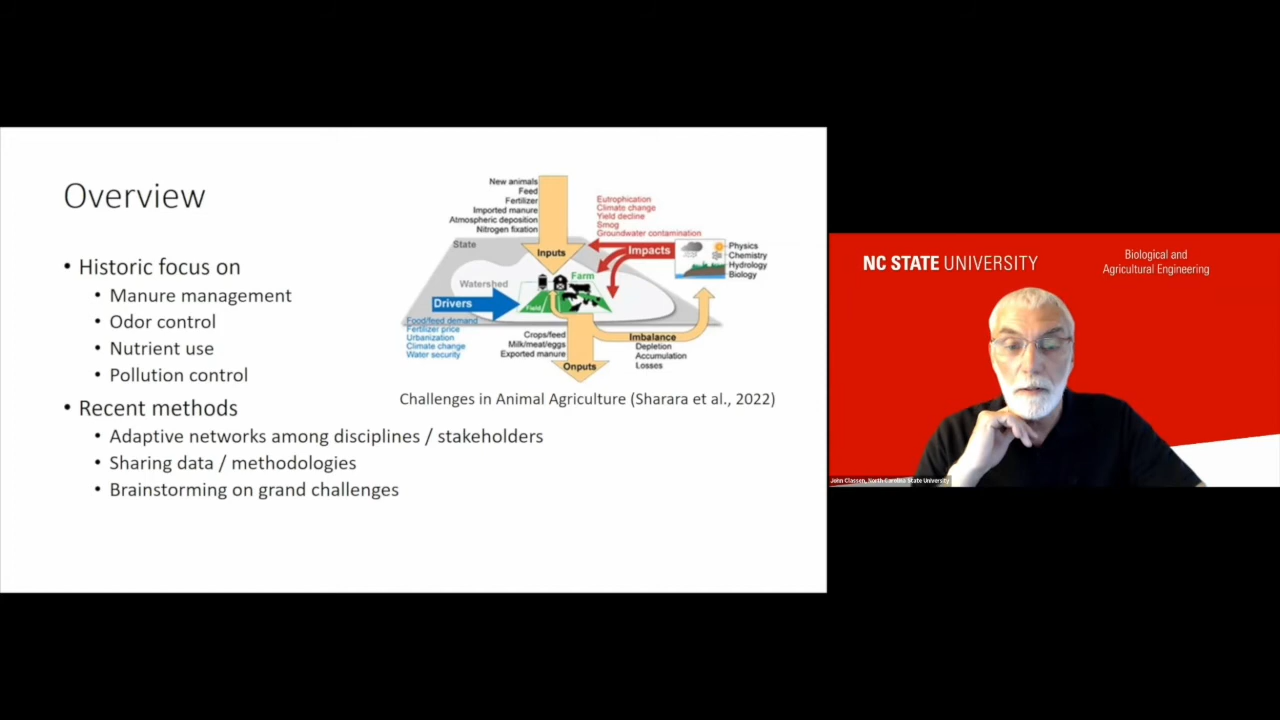 Overview
• Historic focus on
• Manure management
• Odor control
• Nutrient use
• Pollution control
• Recent methods
• Adaptive networks among disciplines / stakeholders
• Sharing data / methodologies
• Brainstorming on grand challenges
New animals
Feed
Fertilizer
Imported manure
Atmospheric deposition
Nitrogen fixation
Inputs
Eutrophication
Climate change
Yield decline
Smog
Groundwater contamination
Impacts
Physics
Chemistry
Hydrology
Biology
State
Watershed
Farm
Field
Drivers
Food/feed demand
Fertilizer price
Urbanization
Climate change
Water security
Crops/feed
Milk/meat/eggs
Exported manure
Onputs
Imbalance
Depletion
Accumulation
Losses
Challenges in Animal Agriculture (Sharara et al., 2022)
NC STATE UNIVERSITY
Biological and
Agricultural Engineering
John Classen, North Carolina State University